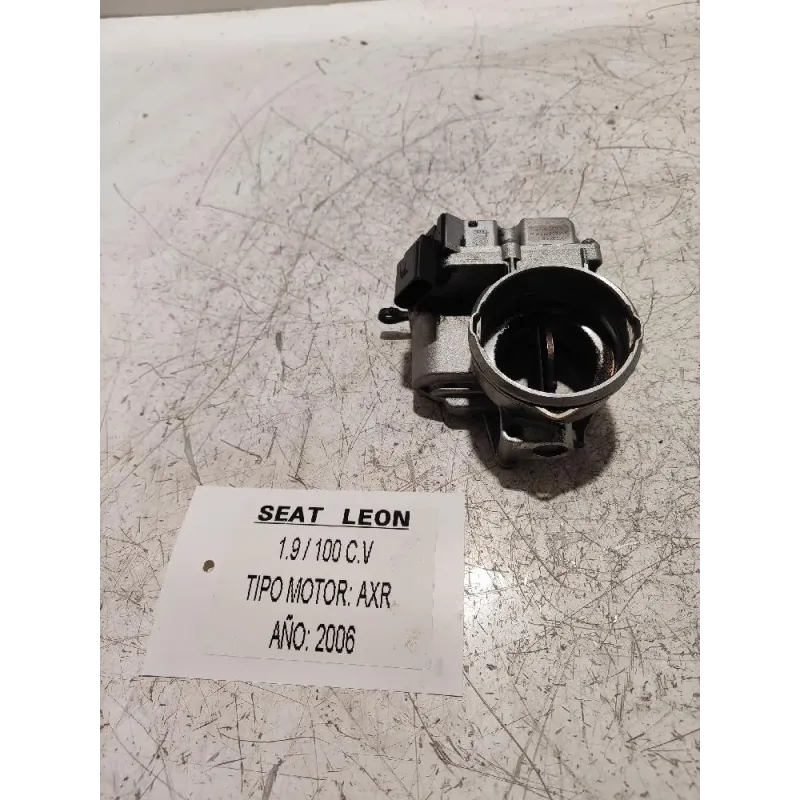 SEAT LEON
1.9 / 100 C.V
TIPO MOTOR: AXR
AÑO: 2006